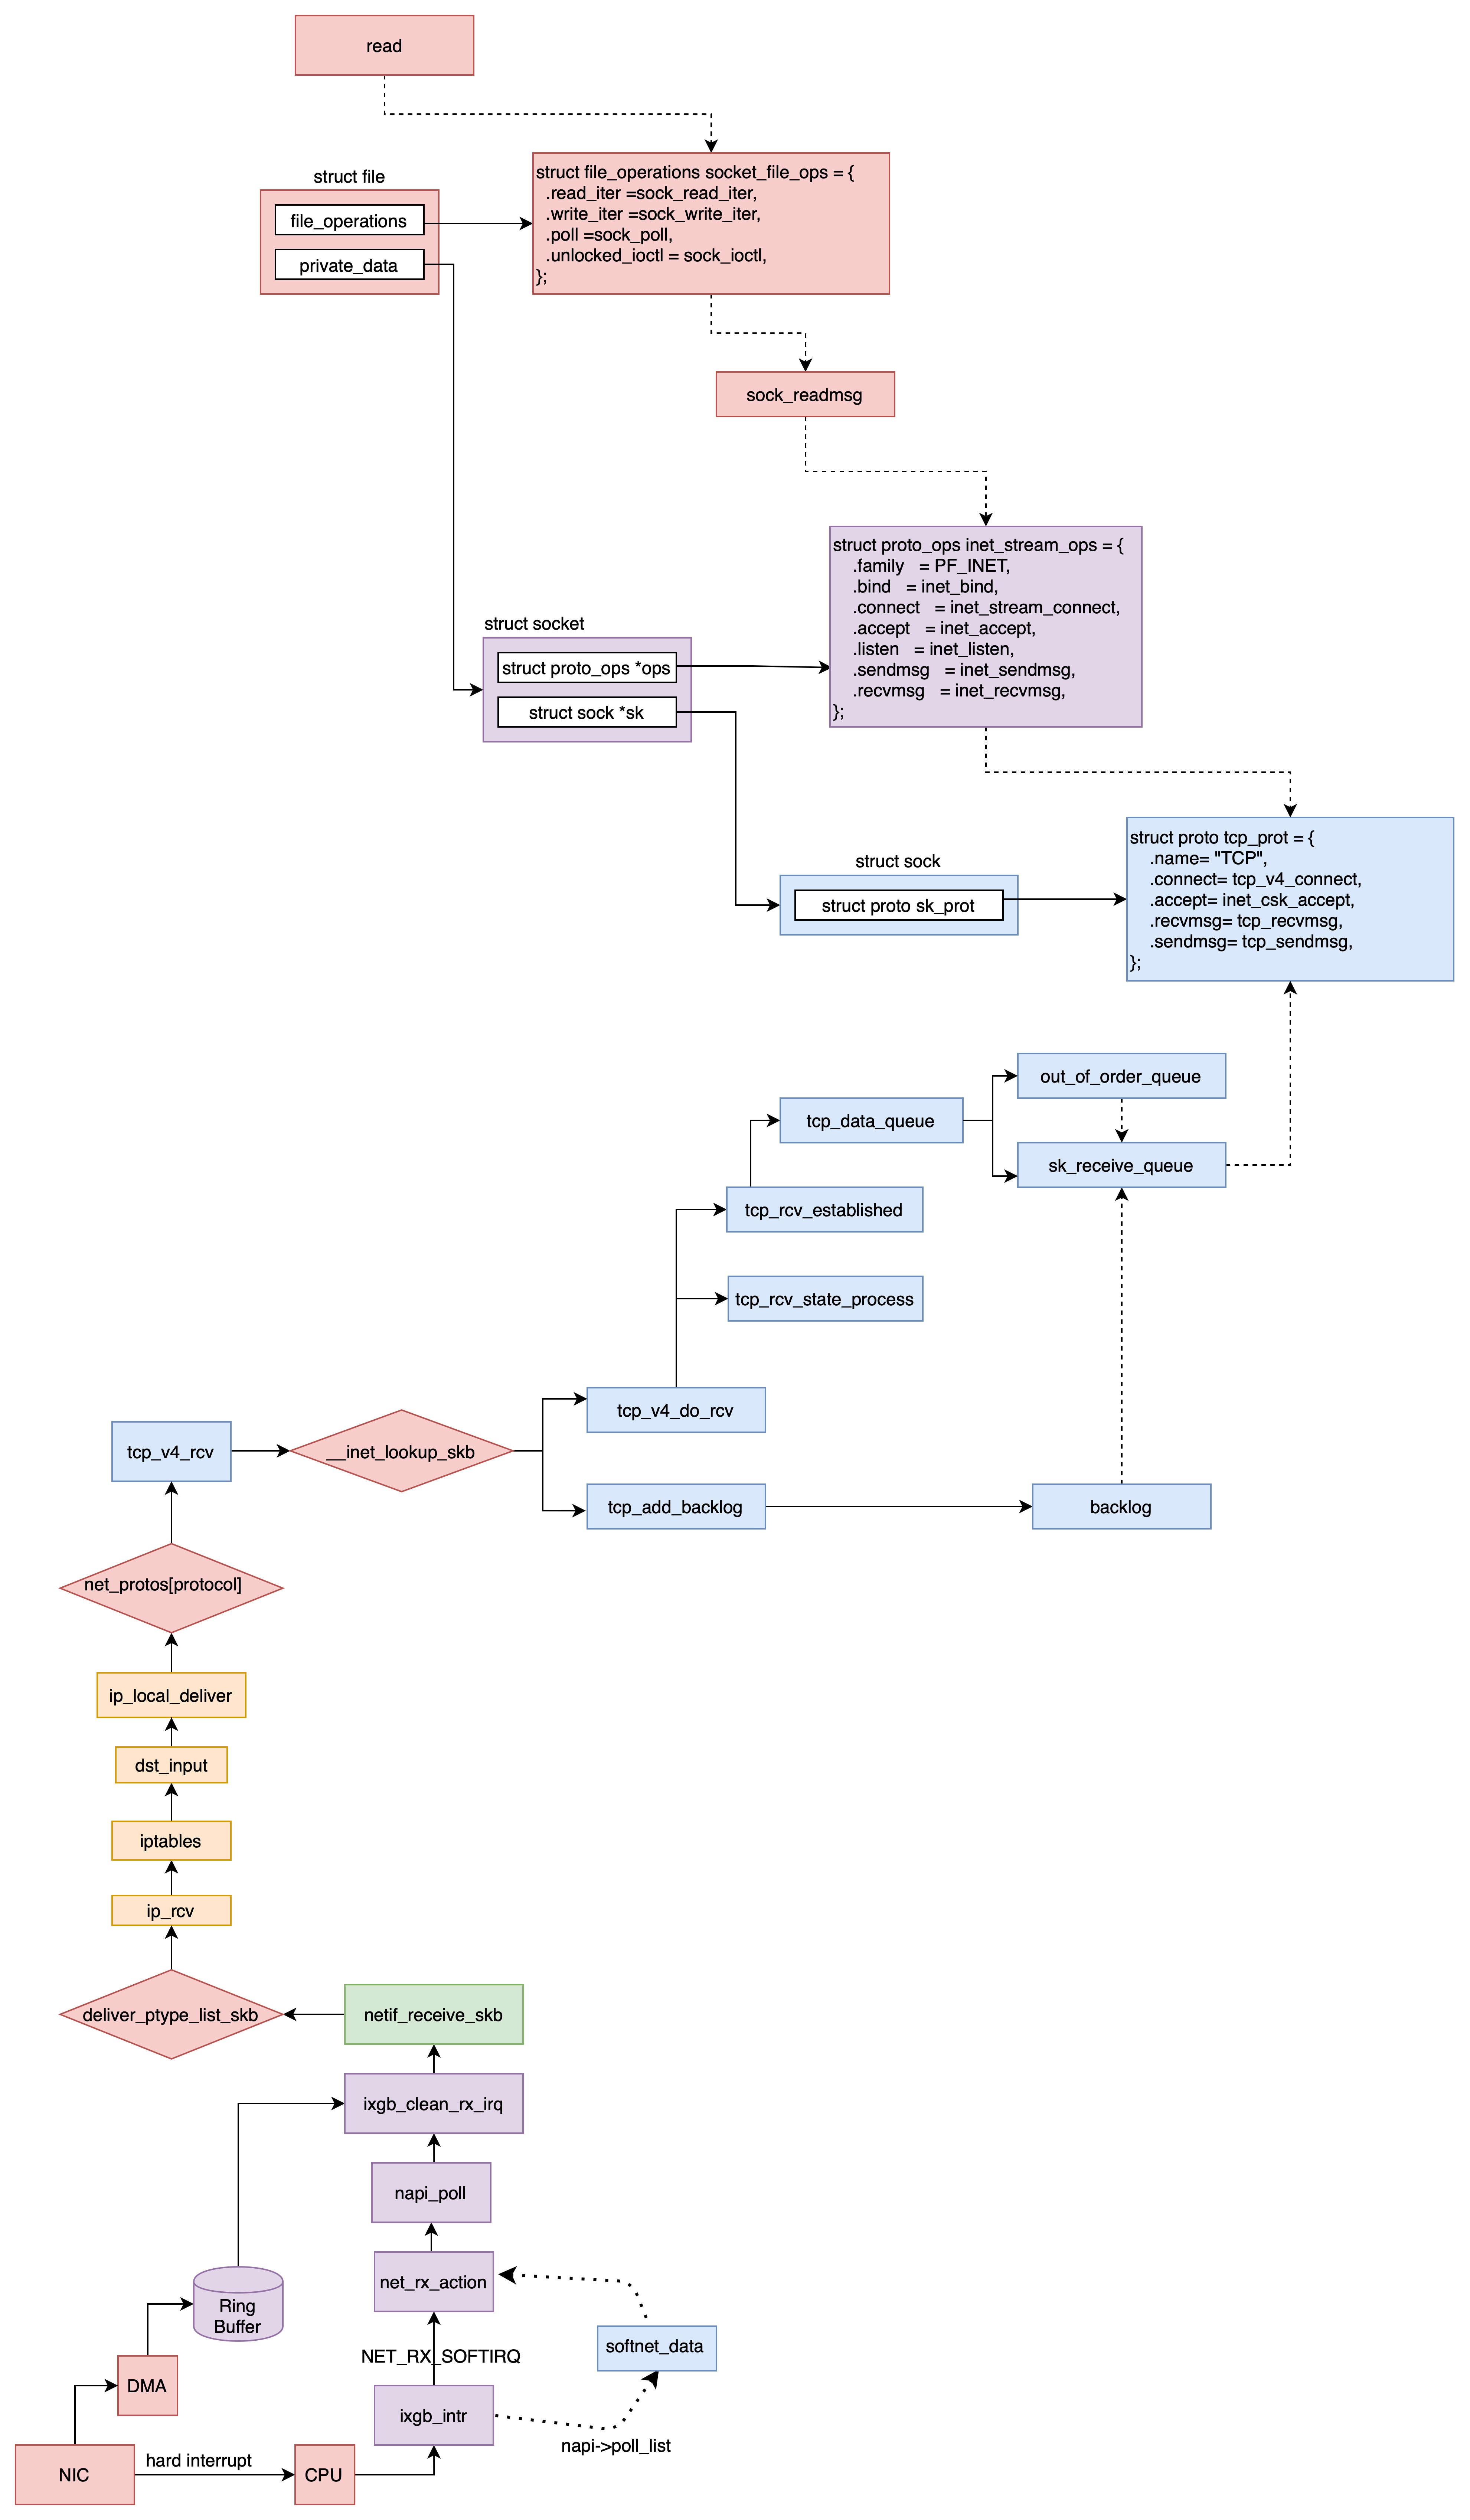 read
struct file
file_operations
private_data
struct file_operations socket_file_ops = {
.read_iter =sock_read_iter,
.write_iter =sock_write_iter,
.poll =sock_poll,
.unlocked_ioctl = sock_ioctl,
};
sock_readmsg
struct proto_ops inet_stream_ops = {
.family = PF_INET,
.bind = inet_bind,
.connect = inet_stream_connect,
.accept = inet_accept,
.listen = inet_listen,
.sendmsg = inet_sendmsg,
.recvmsg = inet_recvmsg,
};
struct socket
struct proto_ops *ops
struct sock *sk
struct sock
struct proto sk_prot
struct proto tcp_prot = {
.name= "TCP",
.connect= tcp_v4_connect,
.accept= inet_csk_accept,
.recvmsg= tcp_recvmsg,
.sendmsg= tcp_sendmsg,
};
out_of_order_queue
tcp_data_queue
sk_receive_queue
tcp_rcv_established
tcp_rcv_state_process
tcp_v4_do_rcv
tcp_v4_rcv
__inet_lookup_skb
tcp_add_backlog
backlog
net_protos[protocol]
ip_local_deliver
dst_input
iptables
ip_rcv
deliver_ptype_list_skb
netif_receive_skb
ixgb_clean_rx_irq
napi_poll
net_rx_action
Ring
Buffer
softnet_data
NET_RX_SOFTIRQ
DMA
ixgb_intr
napi->poll_list
hard interrupt
NIC
CPU